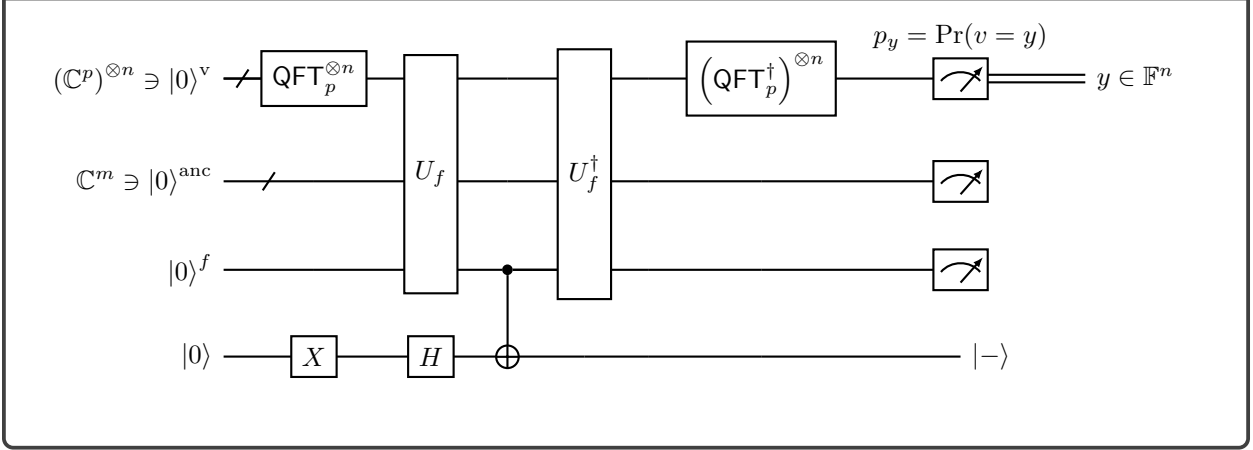 p_y = Pr(v = y)
(ℂ^p)^{⊗n} ∋ |0⟩^v QFT_p^{⊗n} (QFT_p^†)^{⊗n} y ∈ 𝔽^n
ℂ^m ∋ |0⟩^{anc} U_f U_f^†
|0⟩^f
|0⟩ X H |−⟩